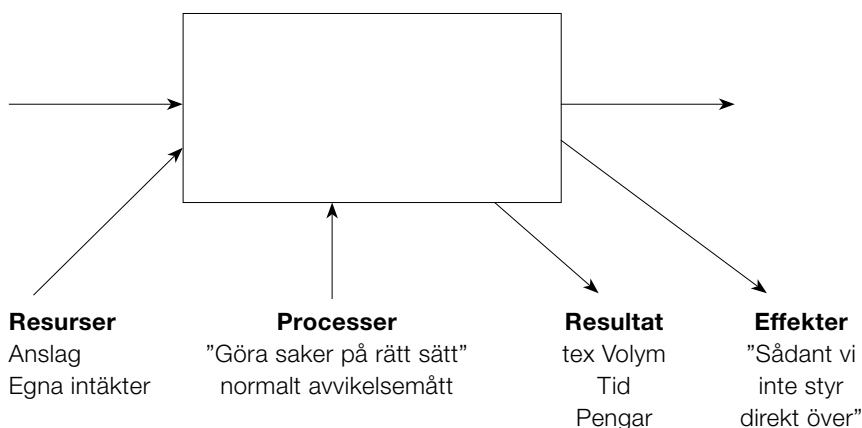 Resurser
Anslag
Egna intäkter
Processer
”Göra saker på rätt sätt”
normalt avvikelsemått
Resultat
tex Volym
Tid
Pengar
Effekter
”Sådant vi
inte styr
direkt över”